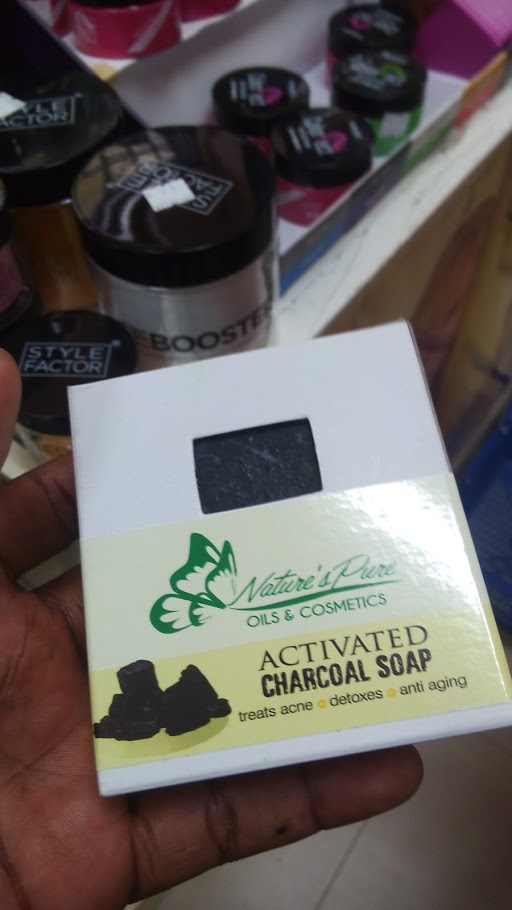 STYLE
FACTOR
STYLE
FACTOR
BOOSTER
STYLE
FACTOR
Nature's Pure
OILS & COSMETICS
ACTIVATED
CHARCOAL SOAP
treats acne detoxes anti aging